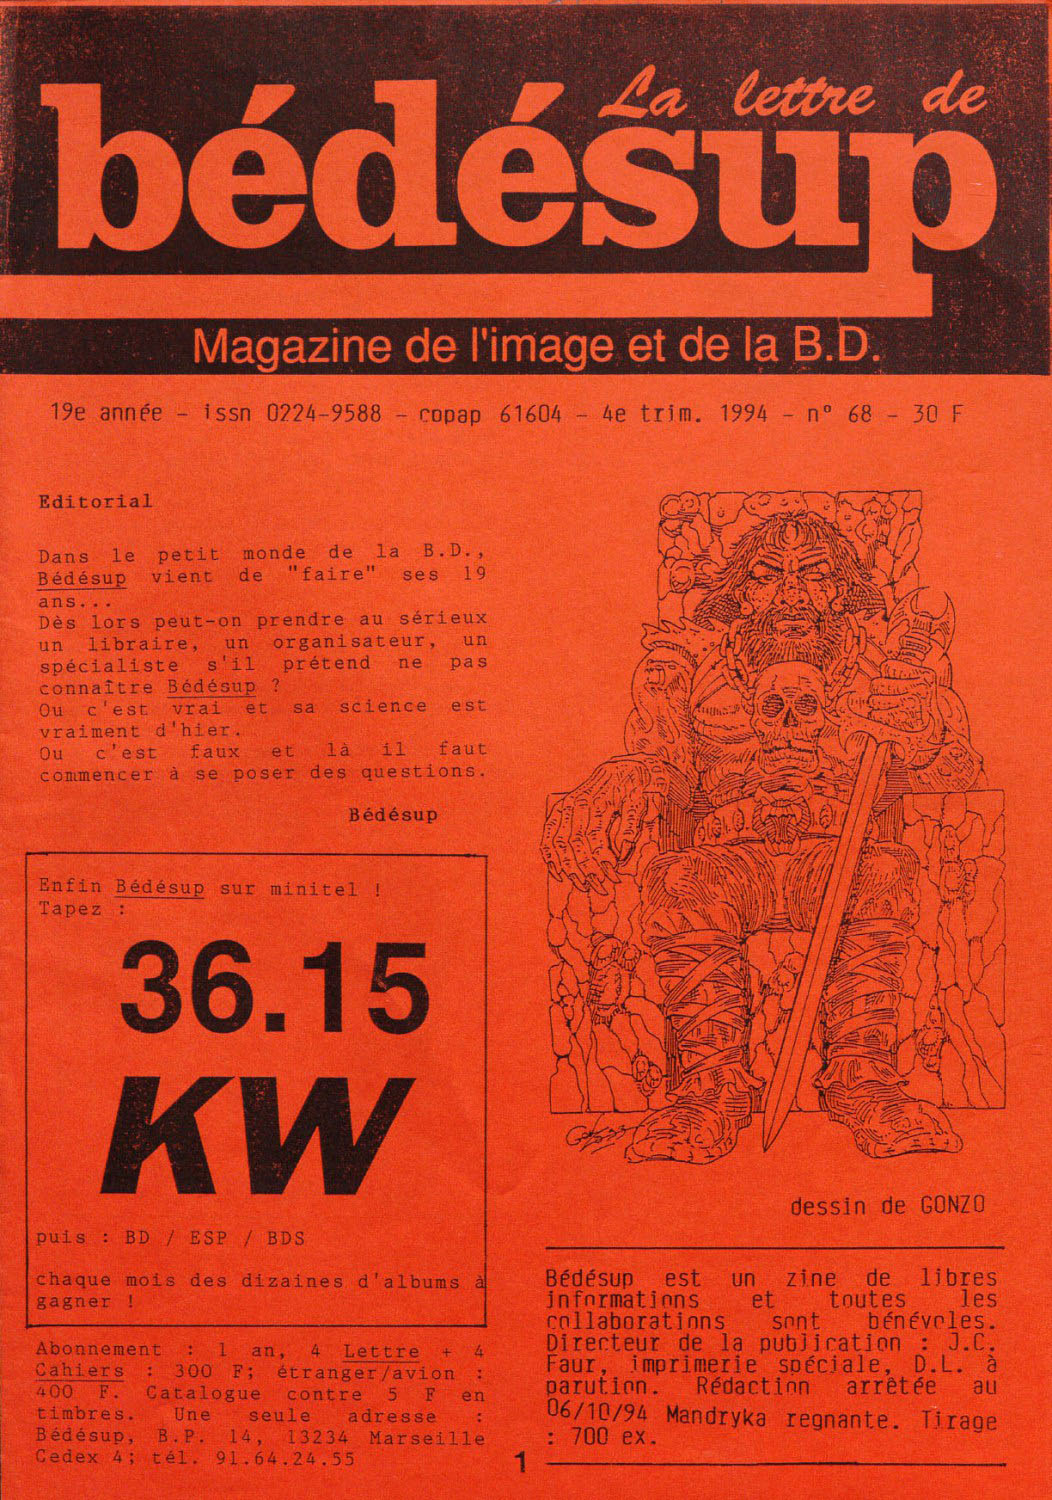 La lettre de
bédésup
Magazine de l'image et de la B.D.
19e année - issn 0224-9588 - copap 61604 - 4e trim. 1994 - n° 68 - 30 F
Editorial
Dans le petit monde de la B.D.,
Bédésup vient de "faire" ses 19
ans...
Dès lors peut-on prendre au sérieux
un libraire, un organisateur, un
spécialiste s'il prétend ne pas
connaître Bédésup ?
Ou c'est vrai et sa science est
vraiment d'hier.
Ou c'est faux et là il faut
commencer à se poser des questions.
Bédésup
Enfin Bédésup sur minitel !
Tapez :
36.15
KW
puis : BD / ESP / BDS
chaque mois des dizaines d'albums à
gagner !
Abonnement : 1 an, 4 Lettre + 4
Cahiers : 300 F; étranger/avion :
400 F. Catalogue contre 5 F en
timbres. Une seule adresse :
Bédésup, B.P. 14, 13234 Marseille
Cedex 4; tél. 91.64.24.55
dessin de GONZO
Bédésup est un zine de libres
informations et toutes les
collaborations sont bénévoles.
Directeur de la publication : J.C.
Faur, imprimerie spéciale, D.L. à
parution. Rédaction arrêtée au
06/10/94 Mandryka regnante. Tirage
: 700 ex.
1